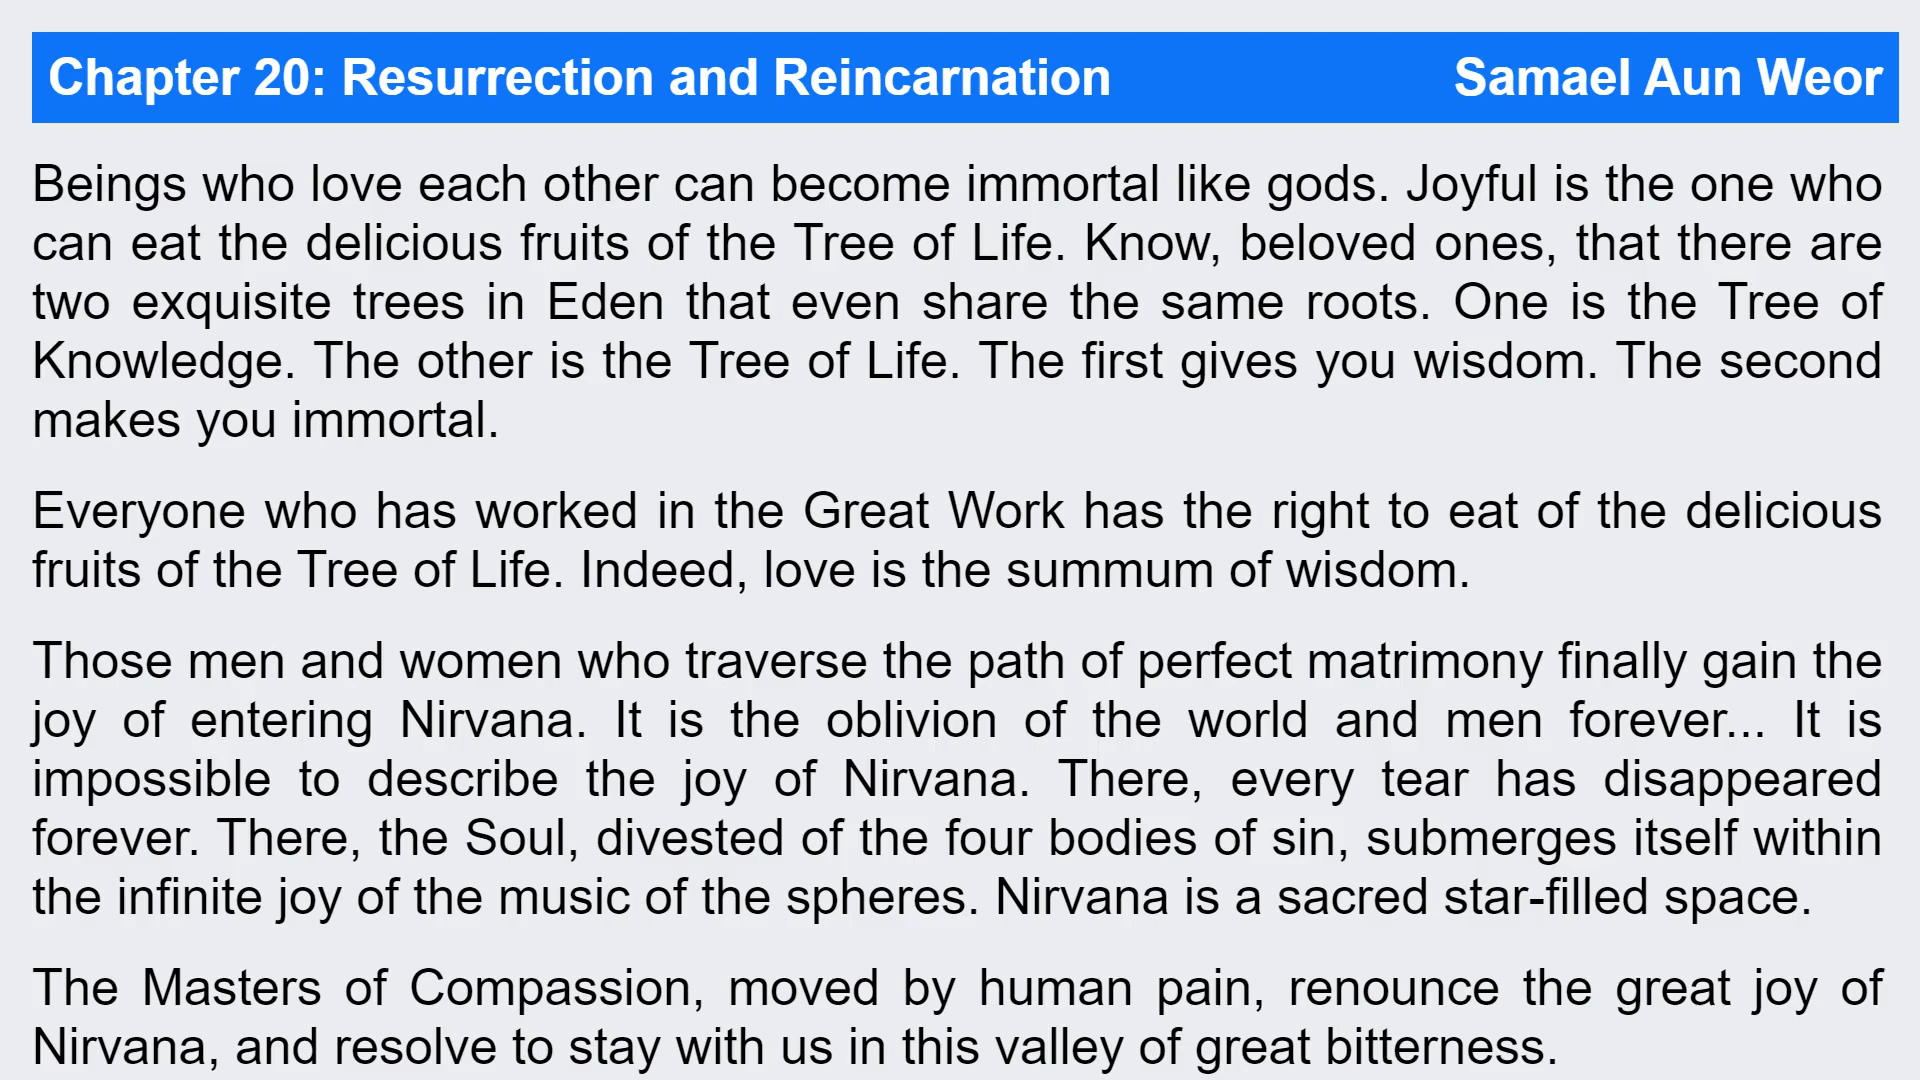 Chapter 20: Resurrection and Reincarnation Samael Aun Weor
Beings who love each other can become immortal like gods. Joyful is the one who
can eat the delicious fruits of the Tree of Life. Know, beloved ones, that there are
two exquisite trees in Eden that even share the same roots. One is the Tree of
Knowledge. The other is the Tree of Life. The first gives you wisdom. The second
makes you immortal.
Everyone who has worked in the Great Work has the right to eat of the delicious
fruits of the Tree of Life. Indeed, love is the summum of wisdom.
Those men and women who traverse the path of perfect matrimony finally gain the
joy of entering Nirvana. It is the oblivion of the world and men forever... It is
impossible to describe the joy of Nirvana. There, every tear has disappeared
forever. There, the Soul, divested of the four bodies of sin, submerges itself within
the infinite joy of the music of the spheres. Nirvana is a sacred star-filled space.
The Masters of Compassion, moved by human pain, renounce the great joy of
Nirvana, and resolve to stay with us in this valley of great bitterness.